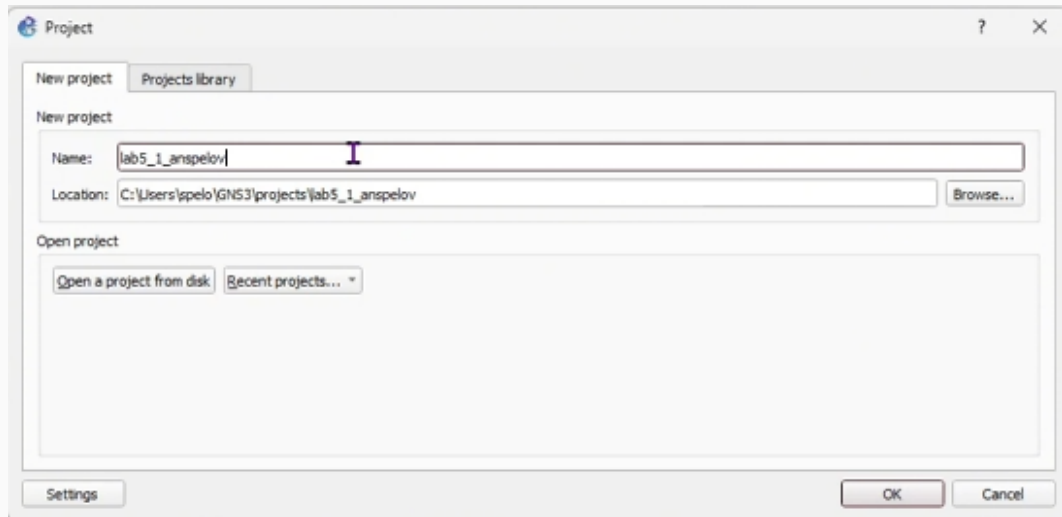 Project ?
New project Projects library
New project
Name: lab5_1_anspelov
Location: C:\Users\spelo\GNS3\projects\lab5_1_anspelov Browse...
Open project
Open a project from disk Recent projects...
Settings OK Cancel